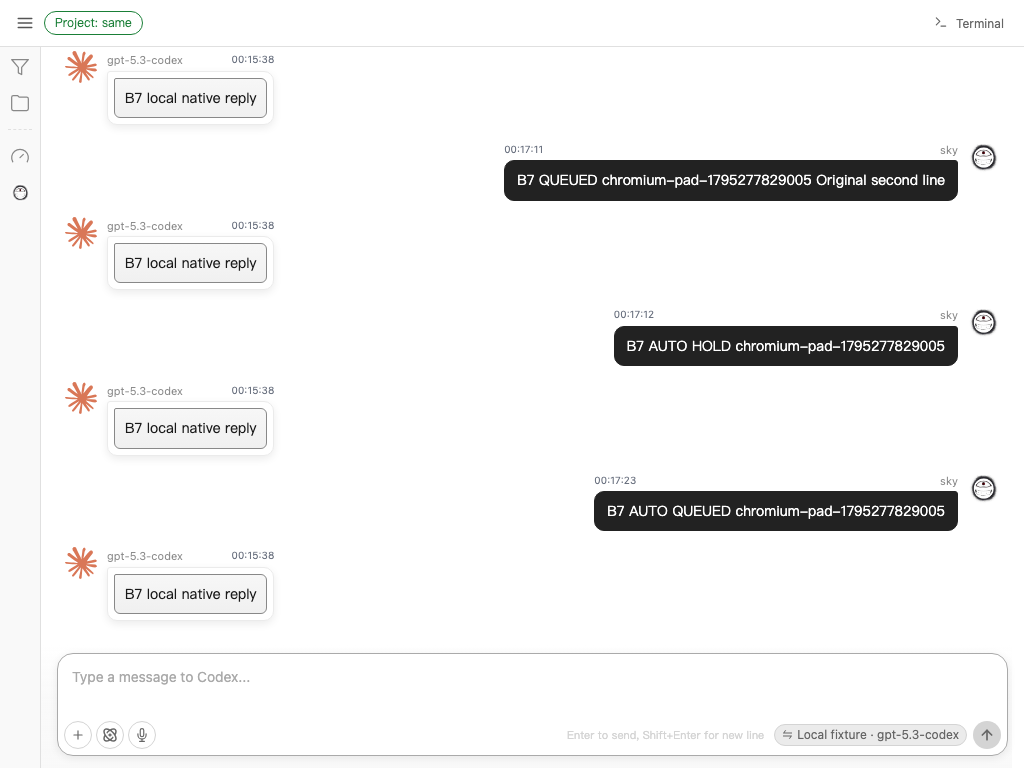 Project: same
Terminal
gpt-5.3-codex 00:15:38
B7 local native reply
00:17:11 sky
B7 QUEUED chromium-pad-1795277829005 Original second line
gpt-5.3-codex 00:15:38
B7 local native reply
00:17:12 sky
B7 AUTO HOLD chromium-pad-1795277829005
gpt-5.3-codex 00:15:38
B7 local native reply
00:17:23 sky
B7 AUTO QUEUED chromium-pad-1795277829005
gpt-5.3-codex 00:15:38
B7 local native reply
Type a message to Codex...
Enter to send, Shift+Enter for new line
Local fixture · gpt-5.3-codex